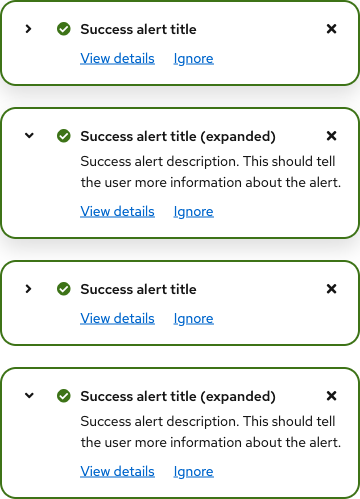 Success alert title
View details Ignore
Success alert title (expanded)
Success alert description. This should tell
the user more information about the alert.
View details Ignore
Success alert title
View details Ignore
Success alert title (expanded)
Success alert description. This should tell
the user more information about the alert.
View details Ignore